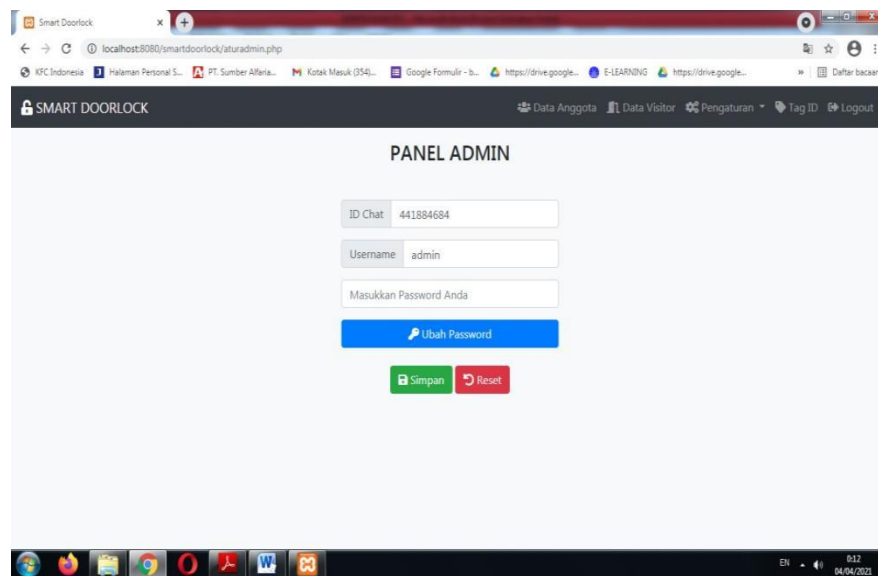 Smart Doorlock
localhost:8080/smartdoorlock/aturadmin.php
KFC Indonesia Halaman Personal S... PT. Sumber Alfaria... Kotak Masuk (354)... Google Formulir - b... https://drive.google... E-LEARNING https://drive.google... » Daftar bacaan
SMART DOORLOCK Data Anggota Data Visitor Pengaturan Tag ID Logout
PANEL ADMIN
ID Chat 441884684
Username admin
Masukkan Password Anda
Ubah Password
Simpan Reset
EN 0:12
04/04/2021